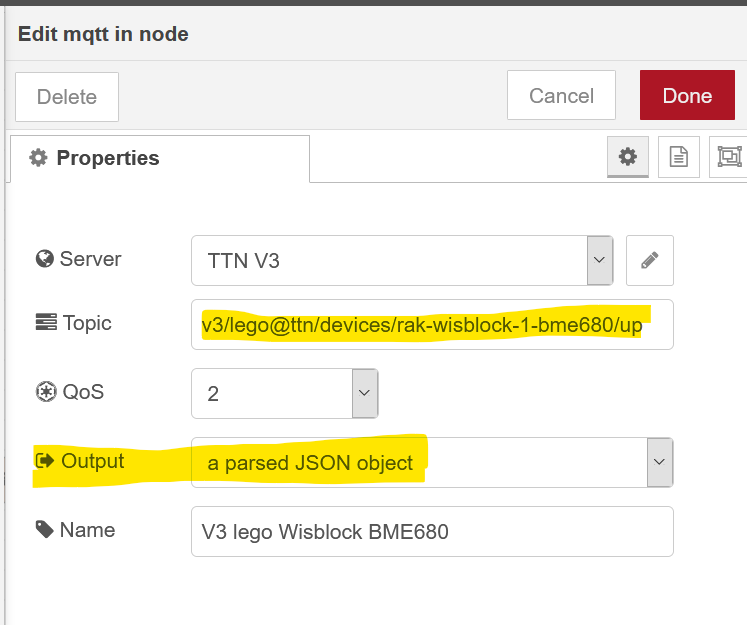 Edit mqtt in node
Delete Cancel Done
Properties
Server TTN V3
Topic v3/lego@ttn/devices/rak-wisblock-1-bme680/up
QoS 2
Output a parsed JSON object
Name V3 lego Wisblock BME680